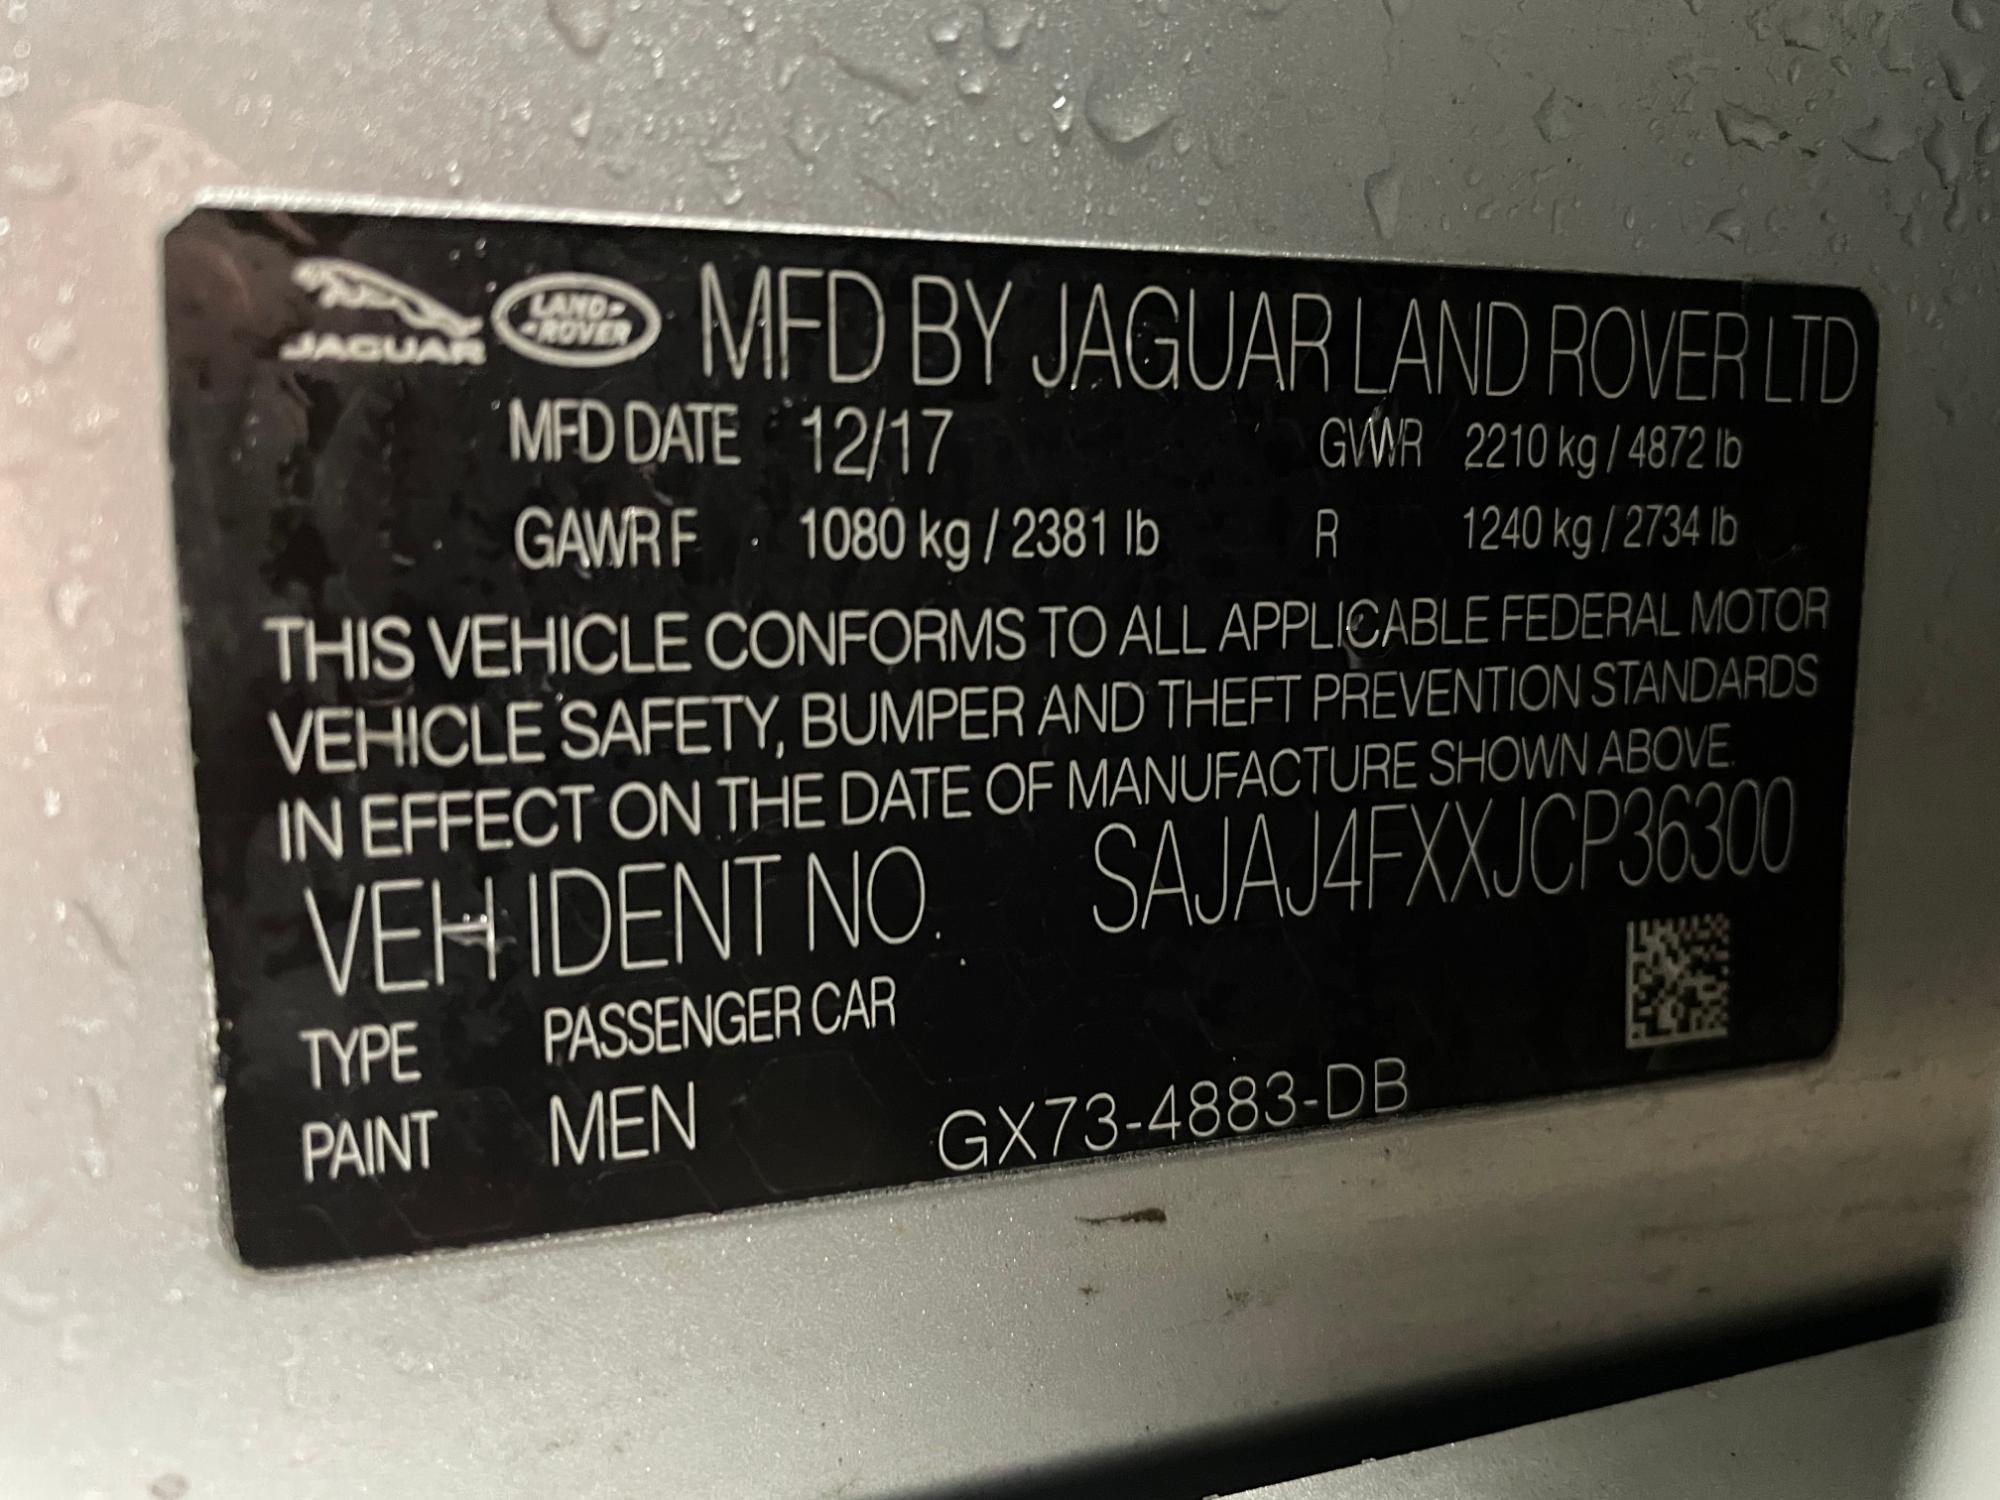 JAGUAR LAND-ROVER MFD BY JAGUAR LAND ROVER LTD
MFD DATE 12/17 GVWR 2210 kg / 4872 lb
GAWR F 1080 kg / 2381 lb R 1240 kg / 2734 lb
THIS VEHICLE CONFORMS TO ALL APPLICABLE FEDERAL MOTOR
VEHICLE SAFETY, BUMPER AND THEFT PREVENTION STANDARDS
IN EFFECT ON THE DATE OF MANUFACTURE SHOWN ABOVE.
VEH IDENT NO. SAJAJ4FXXJCP36300
TYPE PASSENGER CAR
PAINT MEN GX73-4883-DB